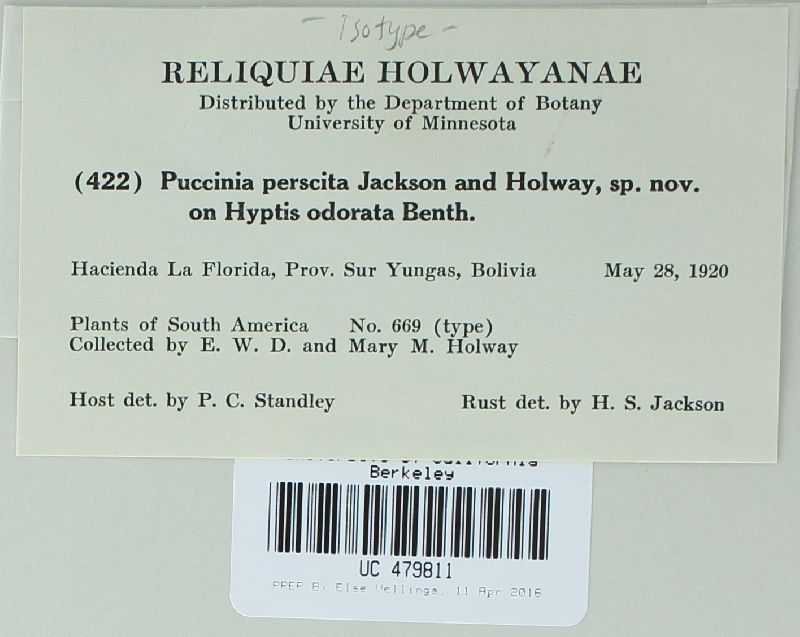 - Isotype -
RELIQUIAE HOLWAYANAE
Distributed by the Department of Botany
University of Minnesota
(422) Puccinia perscita Jackson and Holway, sp. nov.
on Hyptis odorata Benth.
Hacienda La Florida, Prov. Sur Yungas, Bolivia May 28, 1920
Plants of South America No. 669 (type)
Collected by E. W. D. and Mary M. Holway
Host det. by P. C. Standley Rust det. by H. S. Jackson
University of California
Berkeley
UC 479811
PREP BY Else Vellinga, 11 Apr 2016